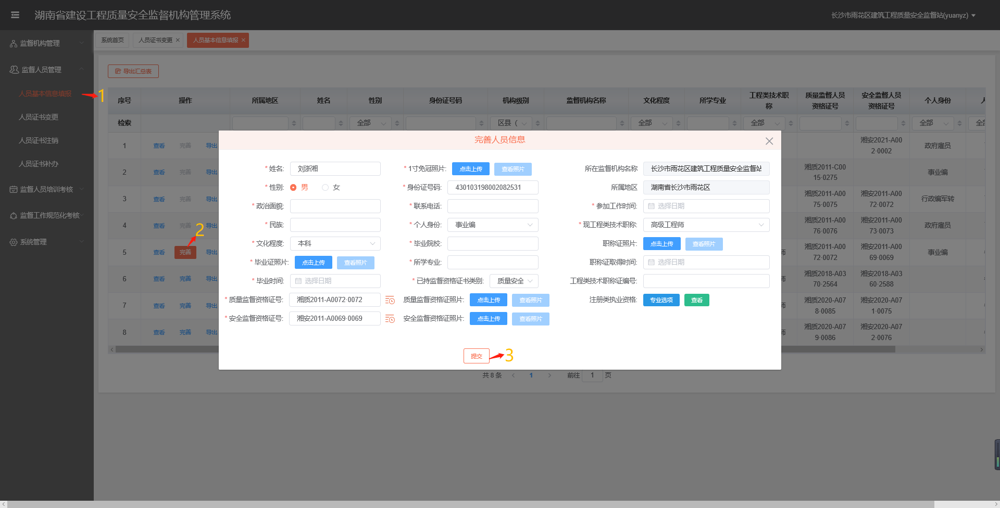 湖南省建设工程质量安全监督机构管理系统
长沙市雨花区建筑工程质量安全监督站(yuanyz)
监督机构管理
监督人员管理
人员基本信息填报
人员证书变更
人员证书注销
人员证书补办
监督人员培训考核
监督工作规范化考核
系统管理
1
系统首页 人员证书变更 人员基本信息填报
导出汇总表
序号 操作 所属地区 姓名 性别 身份证号码 机构级别 监督机构名称 文化程度 所学专业 工程类技术职称 质量监督人员资格证号 安全监督人员资格证号 个人身份
检索 全部 区县（ 全部 全部 全部
1 查看 完善 导出 湘安2021-A002-0002 政府雇员
2 查看 完善 导出 湘质2011-C0015-0275 事业编
3 查看 完善 导出 湘质2011-A0075-0075 湘安2011-A0072-0072 行政编军转
4 查看 完善 导出 湘质2011-A0076-0076 湘安2011-A0073-0073 政府雇员
2
5 查看 完善 导出 师 湘质2011-A0072-0072 湘安2011-A0069-0069 事业编
6 查看 完善 导出 师 湘质2018-A0370-2564 湘安2018-A0360-2588
7 查看 完善 导出 师 湘质2020-A078-0085 湘安2020-A071-0075
8 查看 完善 导出 师 湘质2020-A079-0086 湘安2020-A072-0076
完善人员信息
*姓名: 刘浙湘 *1寸免冠照片: 点击上传 查看照片 所在监督机构名称 长沙市雨花区建筑工程质量安全监督站
*性别: 男 女 *身份证号码: 430103198002082531 所属地区 湖南省长沙市雨花区
*政治面貌: *联系电话: *参加工作时间: 选择日期
*民族: *个人身份: 事业编 *现工程类技术职称: 高级工程师
*文化程度: 本科 *毕业院校: 职称证照片: 点击上传 查看照片
*毕业证照片: 点击上传 查看照片 *所学专业: 职称证取得时间: 选择日期
*毕业时间: 选择日期 *已持监督资格证书类别: 质量安全 工程类技术职称证编号:
*质量监督资格证号: 湘质2011-A0072-0072 质量监督资格证照片: 点击上传 查看照片 注册类执业资格: 专业选项 查看
*安全监督资格证号: 湘安2011-A0069-0069 安全监督资格证照片: 点击上传 查看照片
提交 3
共 8 条 1 前往 1 页